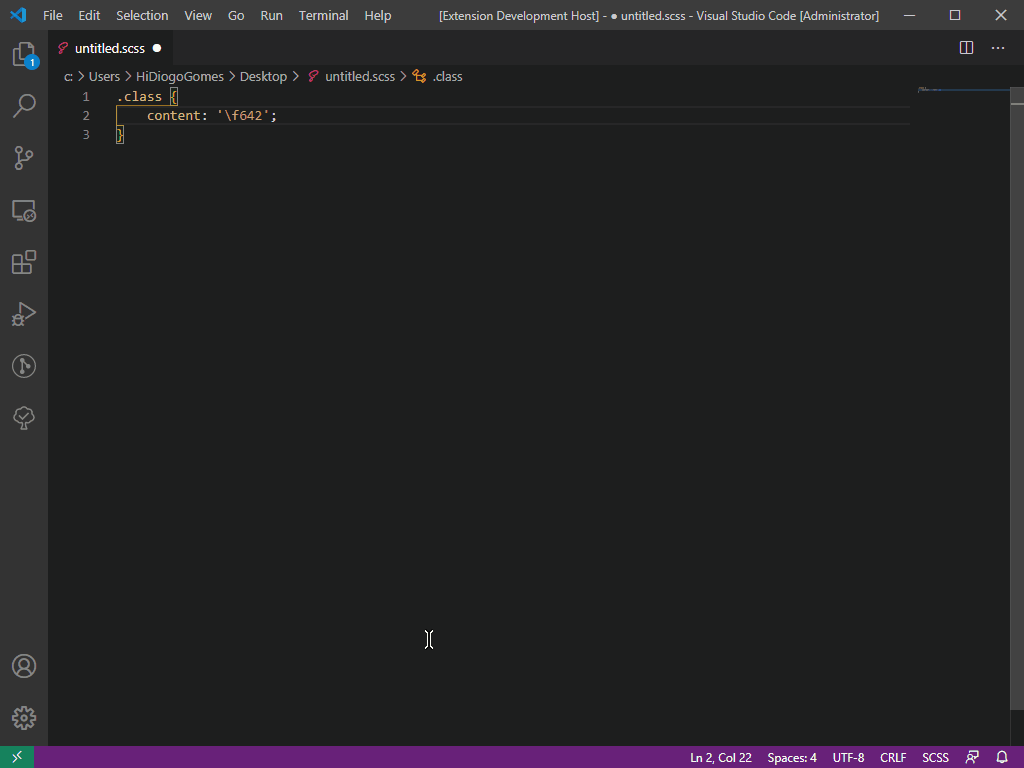 File Edit Selection View Go Run Terminal Help [Extension Development Host] - ● untitled.scss - Visual Studio Code [Administrator]
untitled.scss ●
1
c: > Users > HiDiogoGomes > Desktop > untitled.scss > .class
1 .class {
2 content: '\f642';
3 }
Ln 2, Col 22 Spaces: 4 UTF-8 CRLF SCSS